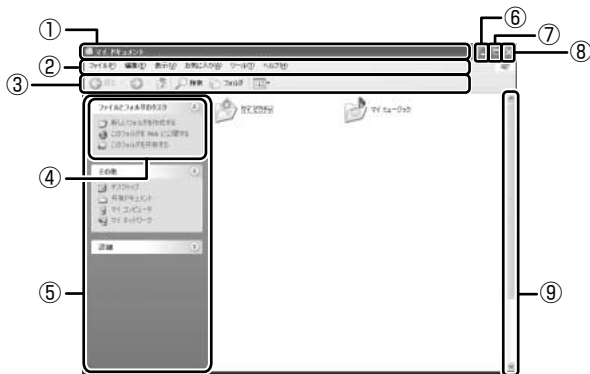 ①
⑥
⑦
⑧
マイ ドキュメント
②
ファイル(F) 編集(E) 表示(V) お気に入り(A) ツール(T) ヘルプ(H)
③
戻る 検索 フォルダ
ファイルとフォルダのタスク
新しいフォルダを作成する
このフォルダを Web に公開する
このフォルダを共有する
マイ ピクチャ
マイ ミュージック
④
その他
デスクトップ
共有ドキュメント
マイ コンピュータ
マイ ネットワーク
詳細
⑤
⑨